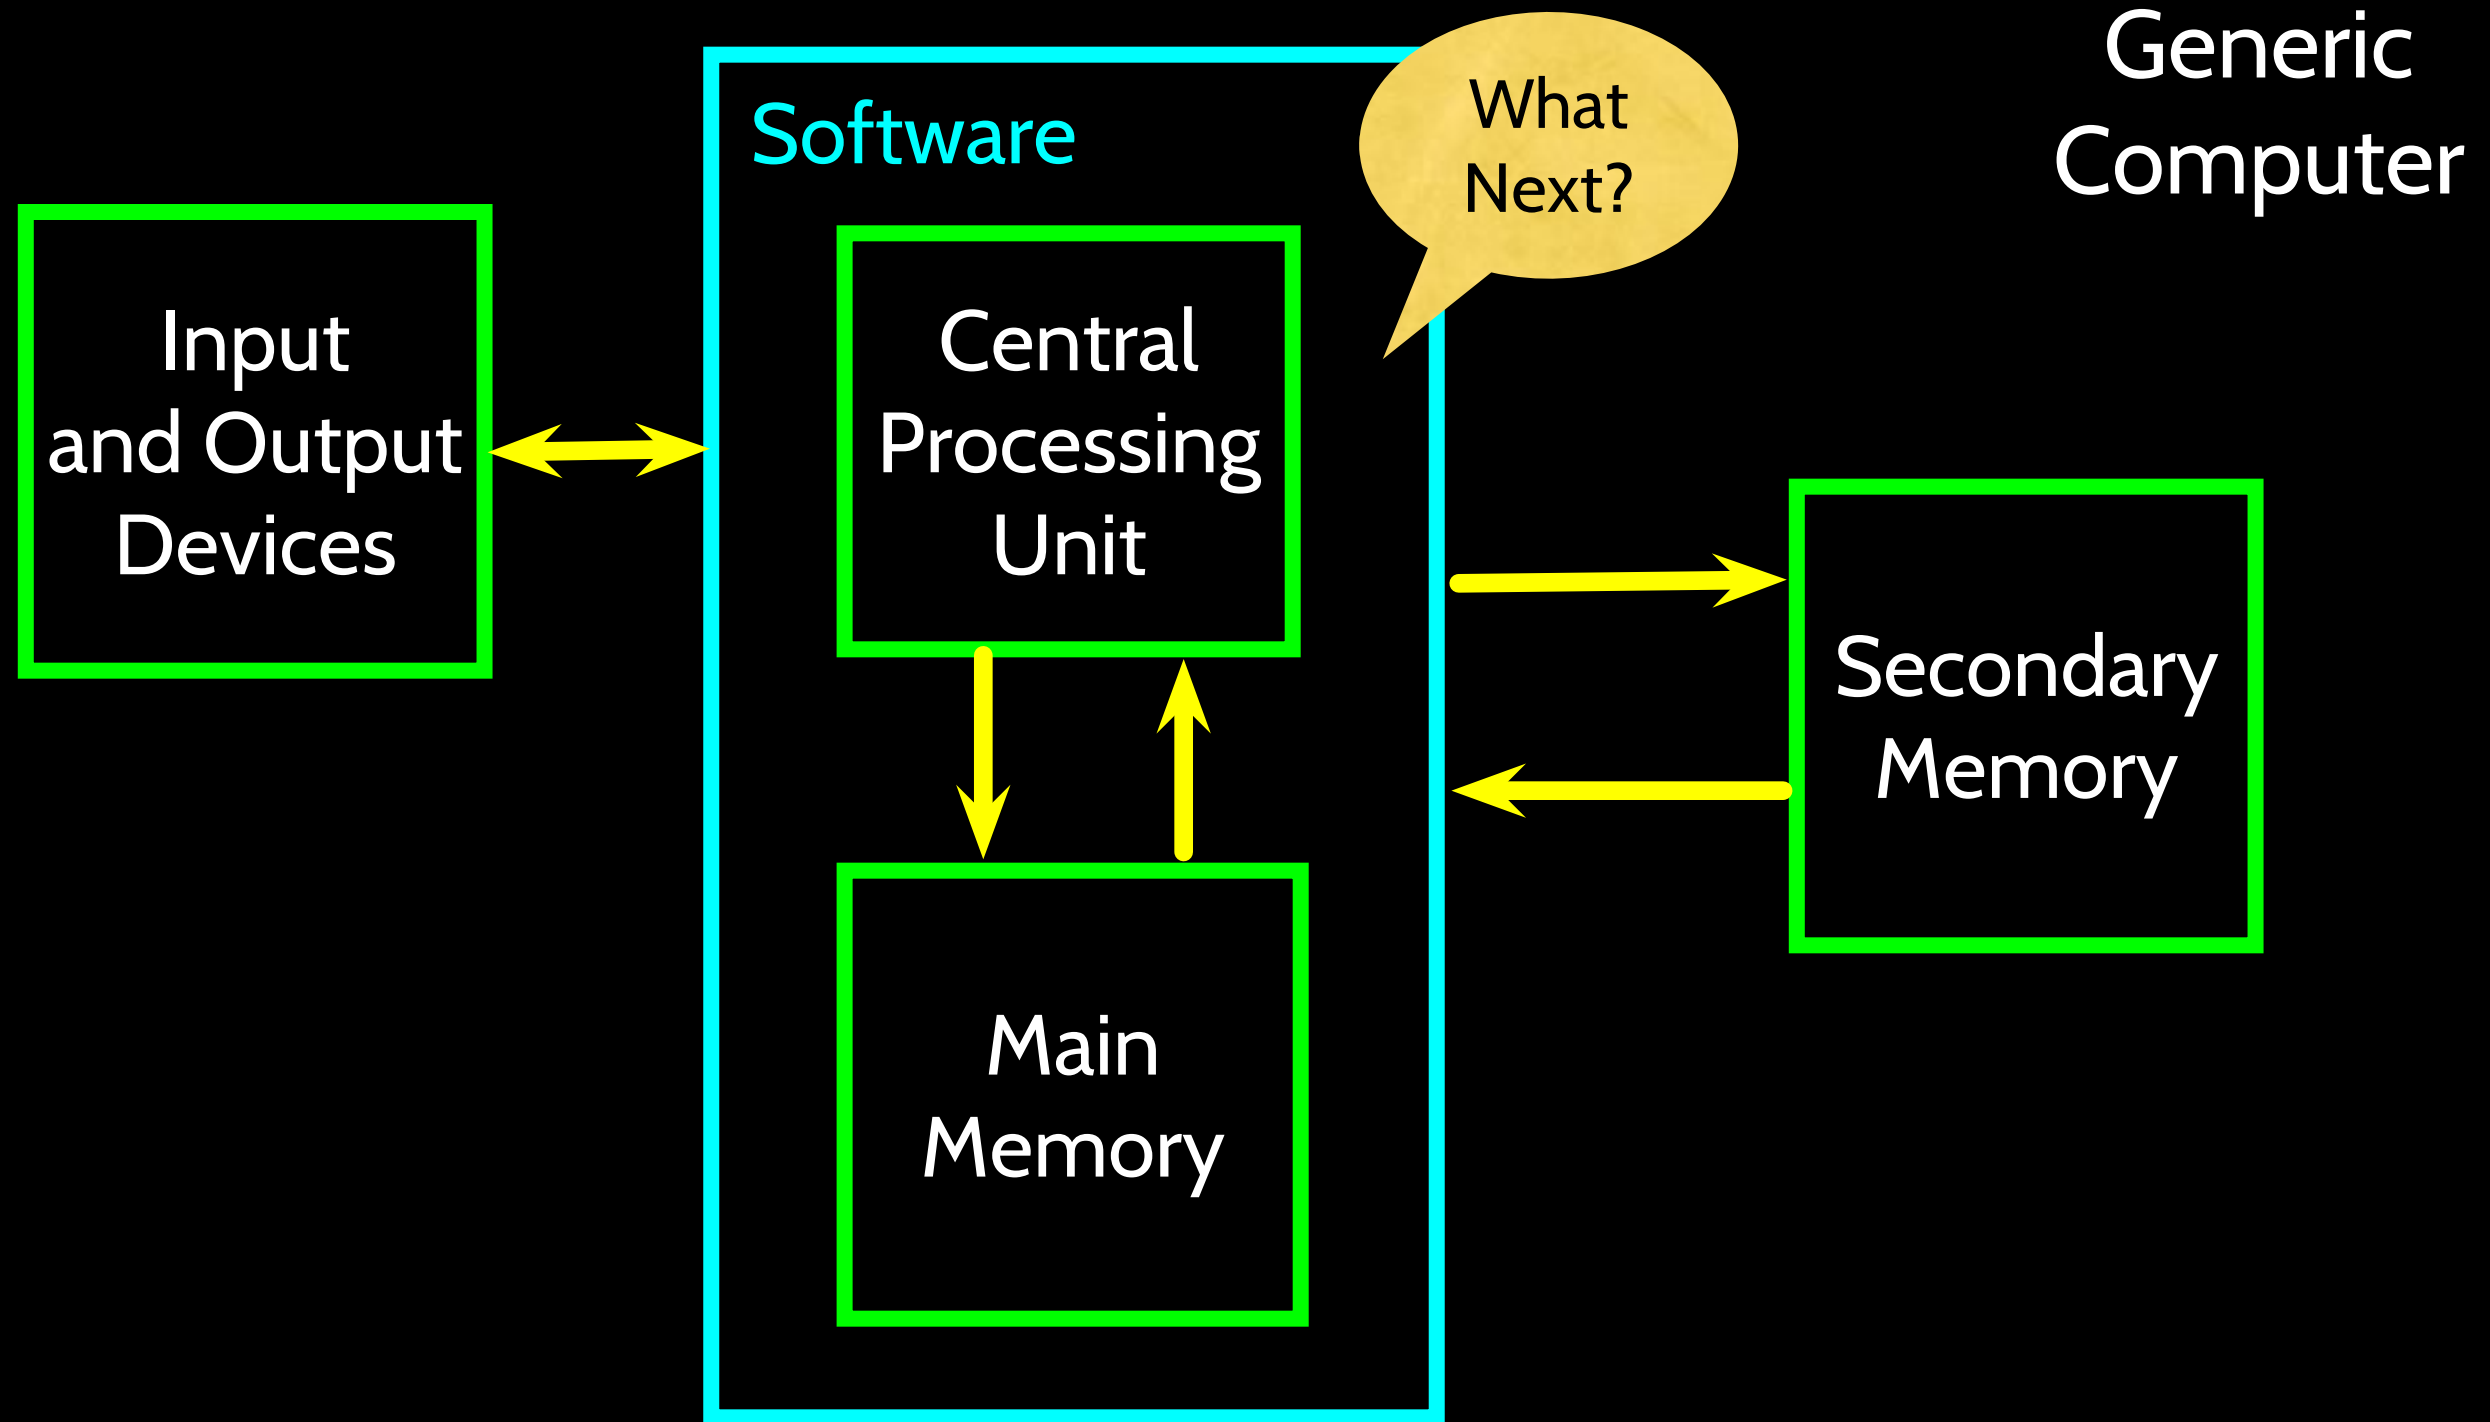 Generic
Computer
Software
What
Next?
Input
and Output
Devices
Central
Processing
Unit
Secondary
Memory
Main
Memory